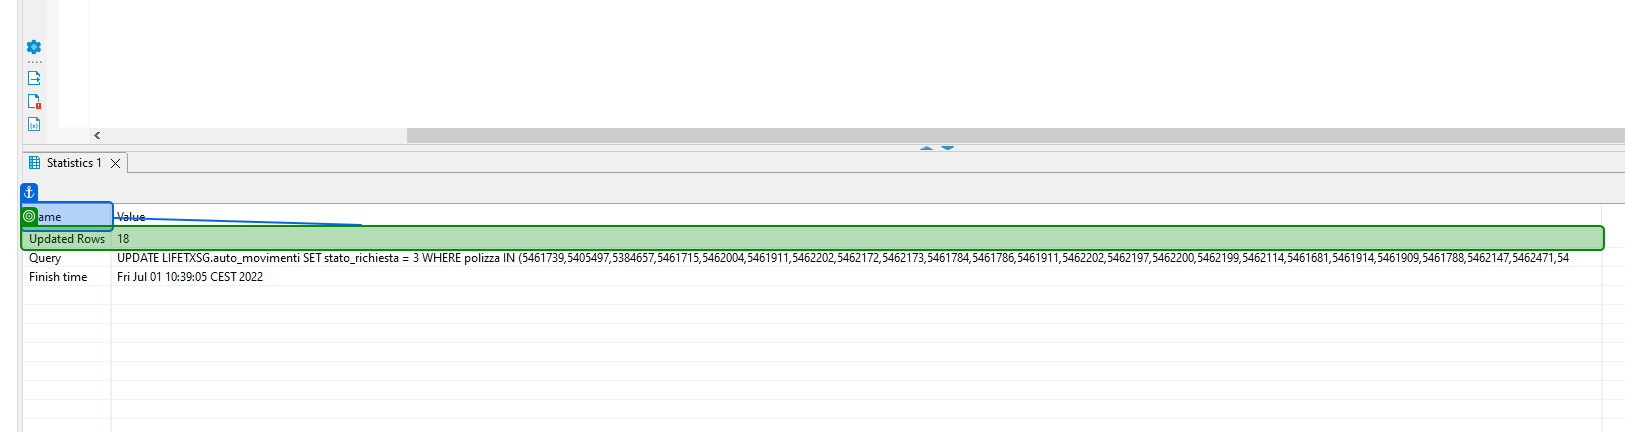 Statistics 1
ame Value
Updated Rows 18
Query UPDATE LIFETXSG.auto_movimenti SET stato_richiesta = 3 WHERE polizza IN (5461739,5405497,5384657,5461715,5462004,5461911,5462202,5462172,5462173,5461784,5461786,5461911,5462202,5462197,5462200,5462199,5462114,5461681,5461914,5461909,5461788,5462147,5462471,54
Finish time Fri Jul 01 10:39:05 CEST 2022